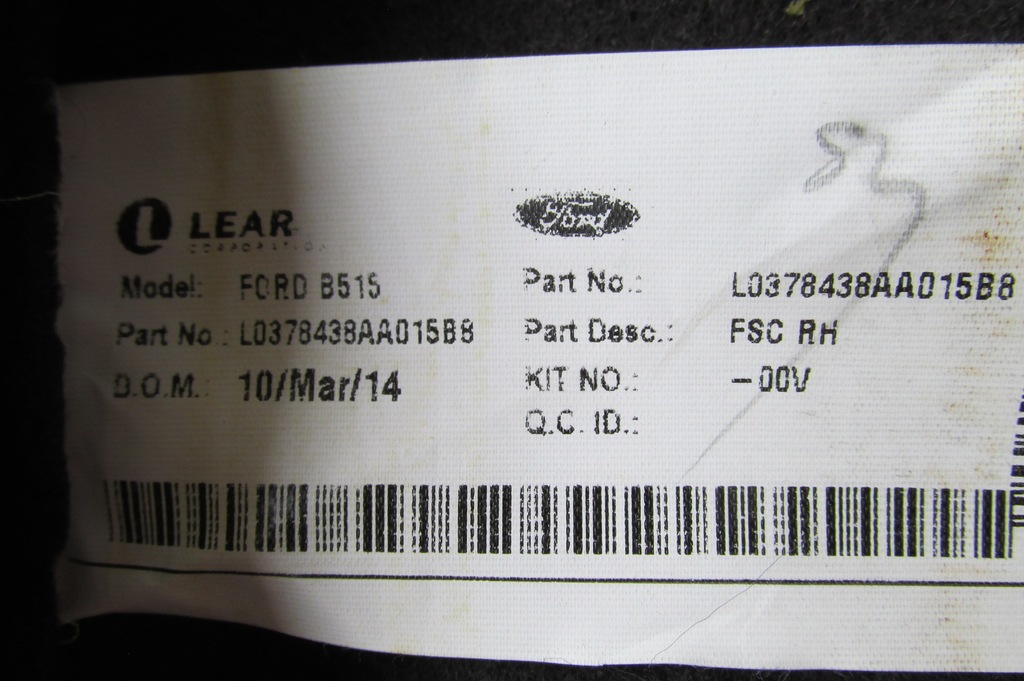 LEAR
CORPORATION
Ford
Model: FORD B515
Part No.: L0378438AA015B8
Part No.: L0378438AA015B8
Part Desc.: FSC RH
D.O.M.: 10/Mar/14
KIT NO.: -00V
Q.C. ID.: